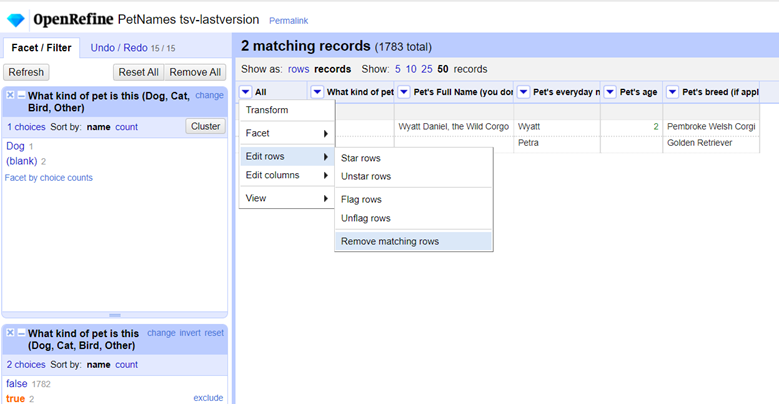 OpenRefine PetNames tsv-lastversion Permalink
Facet / Filter Undo / Redo 15 / 15
Refresh Reset All Remove All
What kind of pet is this (Dog, Cat, Bird, Other) change
1 choices Sort by: name count Cluster
Dog 1
(blank) 2
Facet by choice counts
What kind of pet is this (Dog, Cat, Bird, Other) change invert reset
2 choices Sort by: name count
false 1782
true 2 exclude
2 matching records (1783 total)
Show as: rows records Show: 5 10 25 50 records
All What kind of pet Pet's Full Name (you don Pet's everyday n Pet's age Pet's breed (if appl
Wyatt Daniel, the Wild Corgo Wyatt 2 Pembroke Welsh Corgi
Petra Golden Retriever
Transform
Facet
Edit rows
Edit columns
View
Star rows
Unstar rows
Flag rows
Unflag rows
Remove matching rows